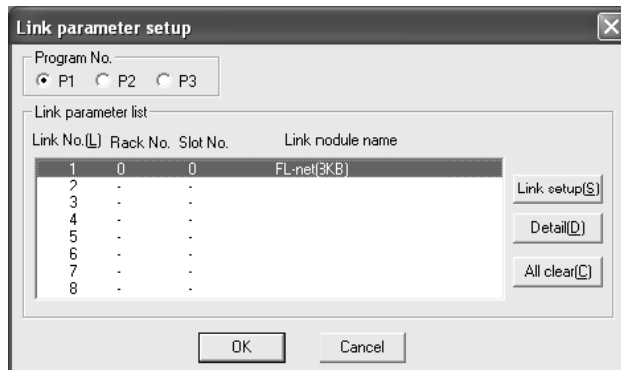 Link parameter setup
Program No.
P1 P2 P3
Link parameter list
Link No.(L) Rack No. Slot No. Link module name
1 0 0 FL-net(8KB)
2 - -
3 - -
4 - -
5 - -
6 - -
7 - -
8 - -
Link setup(S)
Detail(D)
All clear(C)
OK Cancel